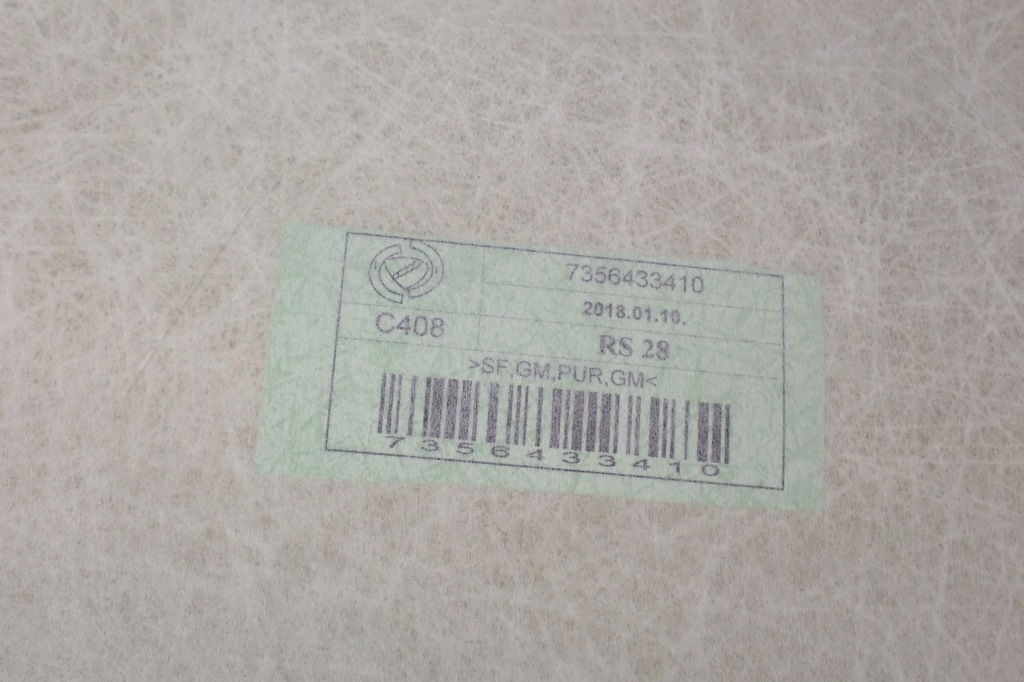 7356433410
2018.01.10.
C408
RS 28
>SF,GM,PUR,GM<
7356433410